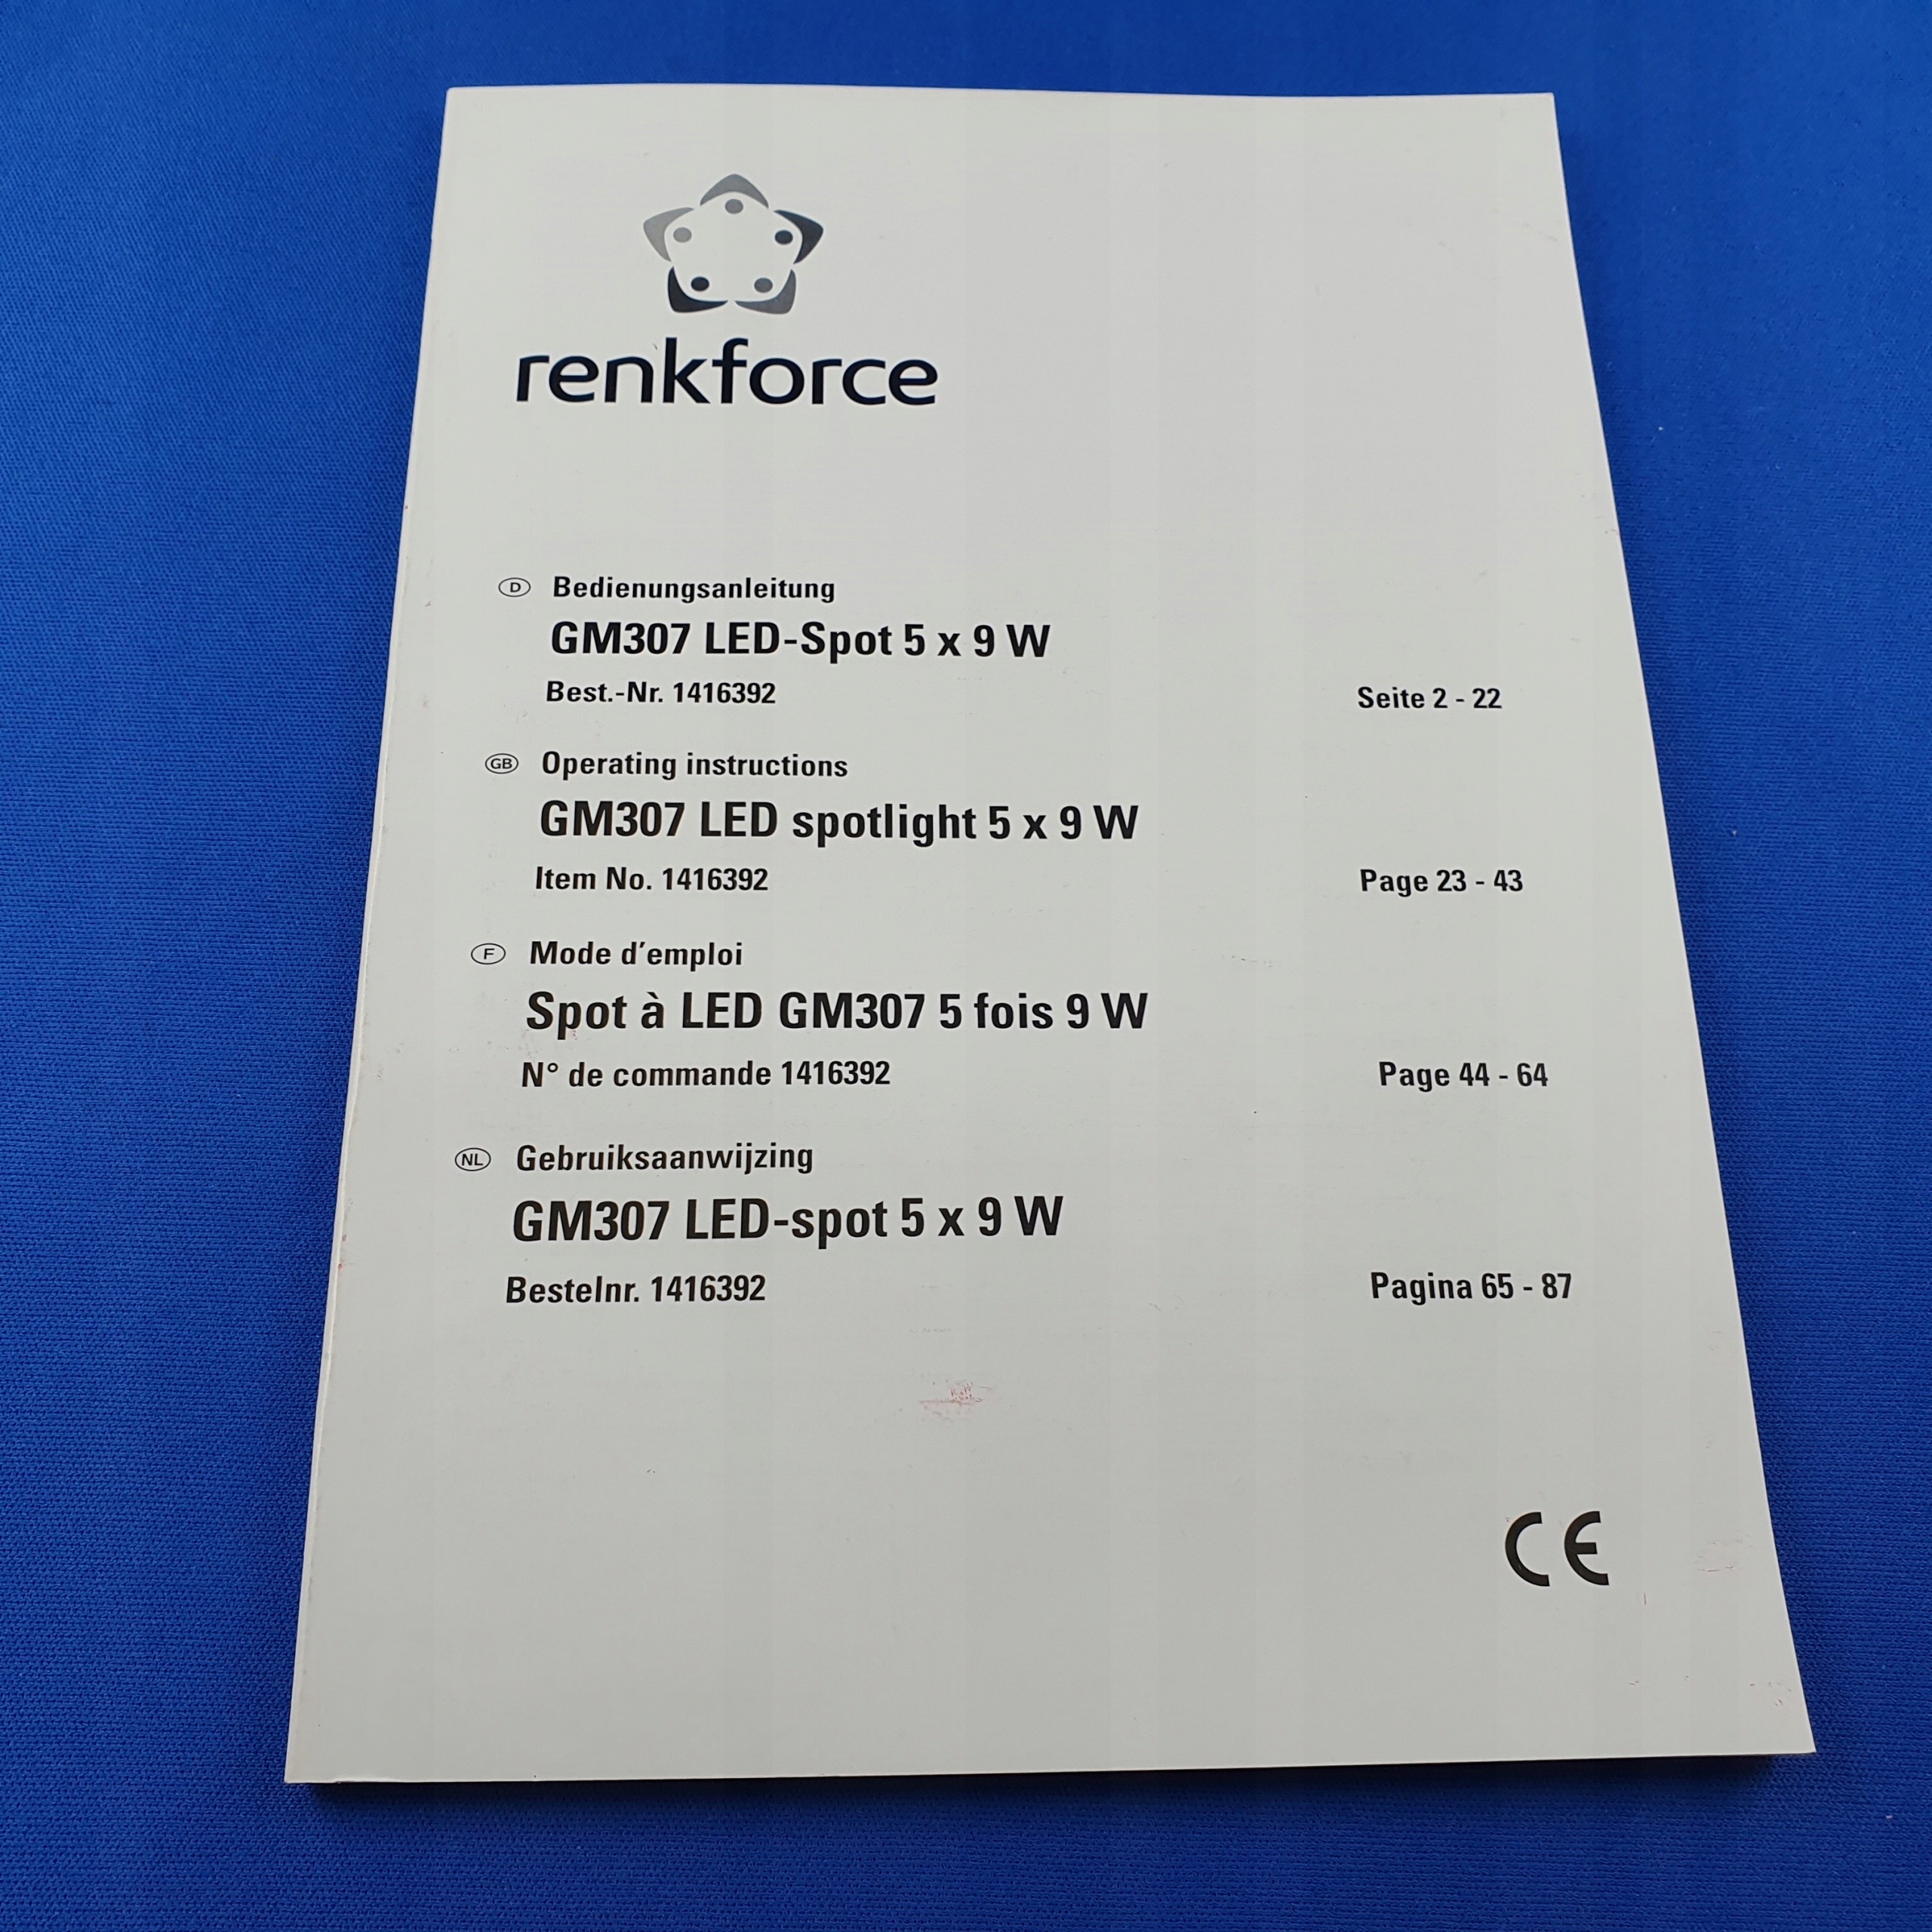 renkforce
D Bedienungsanleitung
GM307 LED-Spot 5 x 9 W
Best.-Nr. 1416392 Seite 2 - 22
GB Operating instructions
GM307 LED spotlight 5 x 9 W
Item No. 1416392 Page 23 - 43
F Mode d'emploi
Spot à LED GM307 5 fois 9 W
N° de commande 1416392 Page 44 - 64
NL Gebruiksaanwijzing
GM307 LED-spot 5 x 9 W
Bestelnr. 1416392 Pagina 65 - 87
CE